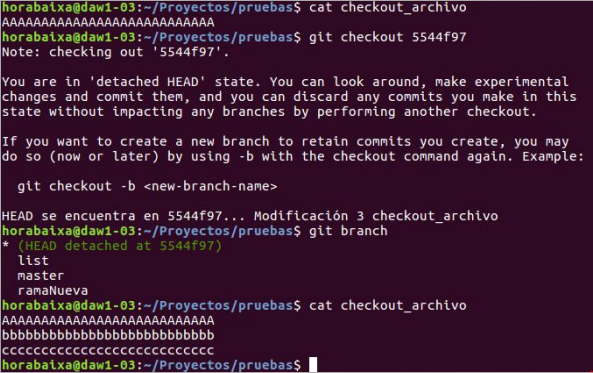 horabaixa@daw1-03:~/Proyectos/pruebas$ cat checkout_archivo
AAAAAAAAAAAAAAAAAAAAAAAAAAA
horabaixa@daw1-03:~/Proyectos/pruebas$ git checkout 5544f97
Note: checking out '5544f97'.

You are in 'detached HEAD' state. You can look around, make experimental
changes and commit them, and you can discard any commits you make in this
state without impacting any branches by performing another checkout.

If you want to create a new branch to retain commits you create, you may
do so (now or later) by using -b with the checkout command again. Example:

  git checkout -b <new-branch-name>

HEAD se encuentra en 5544f97... Modificación 3 checkout_archivo
horabaixa@daw1-03:~/Proyectos/pruebas$ git branch
* (HEAD detached at 5544f97)
  list
  master
  ramaNueva
horabaixa@daw1-03:~/Proyectos/pruebas$ cat checkout_archivo
AAAAAAAAAAAAAAAAAAAAAAAAAAA
bbbbbbbbbbbbbbbbbbbbbbbbbbb
ccccccccccccccccccccccccccc
horabaixa@daw1-03:~/Proyectos/pruebas$